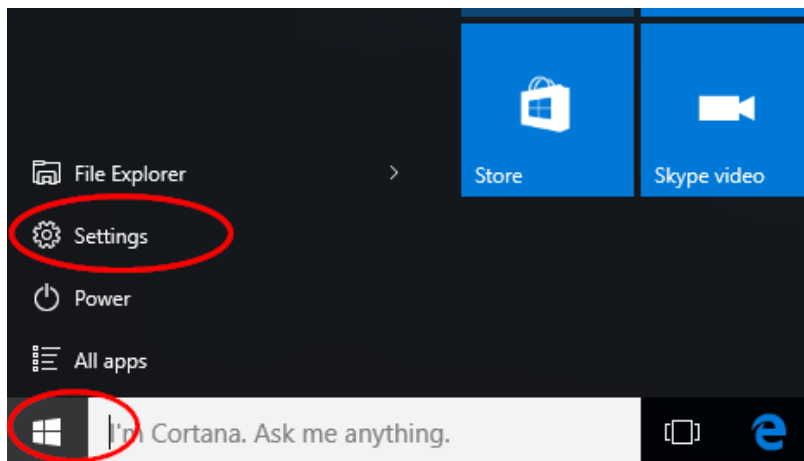 File Explorer
Store
Skype video
Settings
Power
All apps
I'm Cortana. Ask me anything.